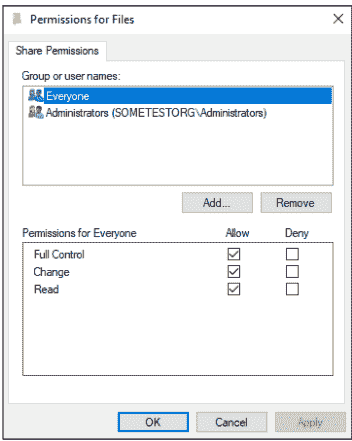 Permissions for Files
Share Permissions
Group or user names:
Everyone
Administrators (SOMETESTORG\Administrators)
Add... Remove
Permissions for Everyone Allow Deny
Full Control
Change
Read
OK Cancel Apply